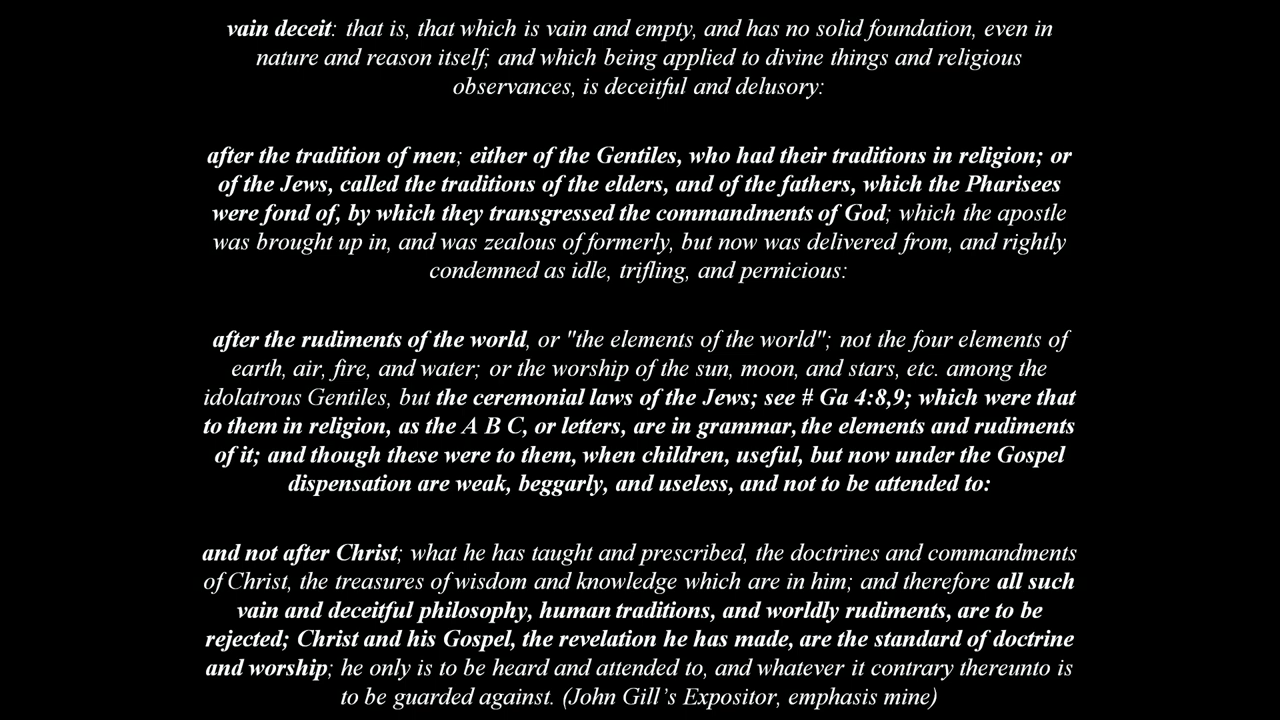 vain deceit: that is, that which is vain and empty, and has no solid foundation, even in
nature and reason itself; and which being applied to divine things and religious
observances, is deceitful and delusory:
after the tradition of men; either of the Gentiles, who had their traditions in religion; or
of the Jews, called the traditions of the elders, and of the fathers, which the Pharisees
were fond of, by which they transgressed the commandments of God; which the apostle
was brought up in, and was zealous of formerly, but now was delivered from, and rightly
condemned as idle, trifling, and pernicious:
after the rudiments of the world, or "the elements of the world"; not the four elements of
earth, air, fire, and water; or the worship of the sun, moon, and stars, etc. among the
idolatrous Gentiles, but the ceremonial laws of the Jews; see # Ga 4:8,9; which were that
to them in religion, as the A B C, or letters, are in grammar, the elements and rudiments
of it; and though these were to them, when children, useful, but now under the Gospel
dispensation are weak, beggarly, and useless, and not to be attended to:
and not after Christ; what he has taught and prescribed, the doctrines and commandments
of Christ, the treasures of wisdom and knowledge which are in him; and therefore all such
vain and deceitful philosophy, human traditions, and worldly rudiments, are to be
rejected; Christ and his Gospel, the revelation he has made, are the standard of doctrine
and worship; he only is to be heard and attended to, and whatever it contrary thereunto is
to be guarded against. (John Gill’s Expositor, emphasis mine)